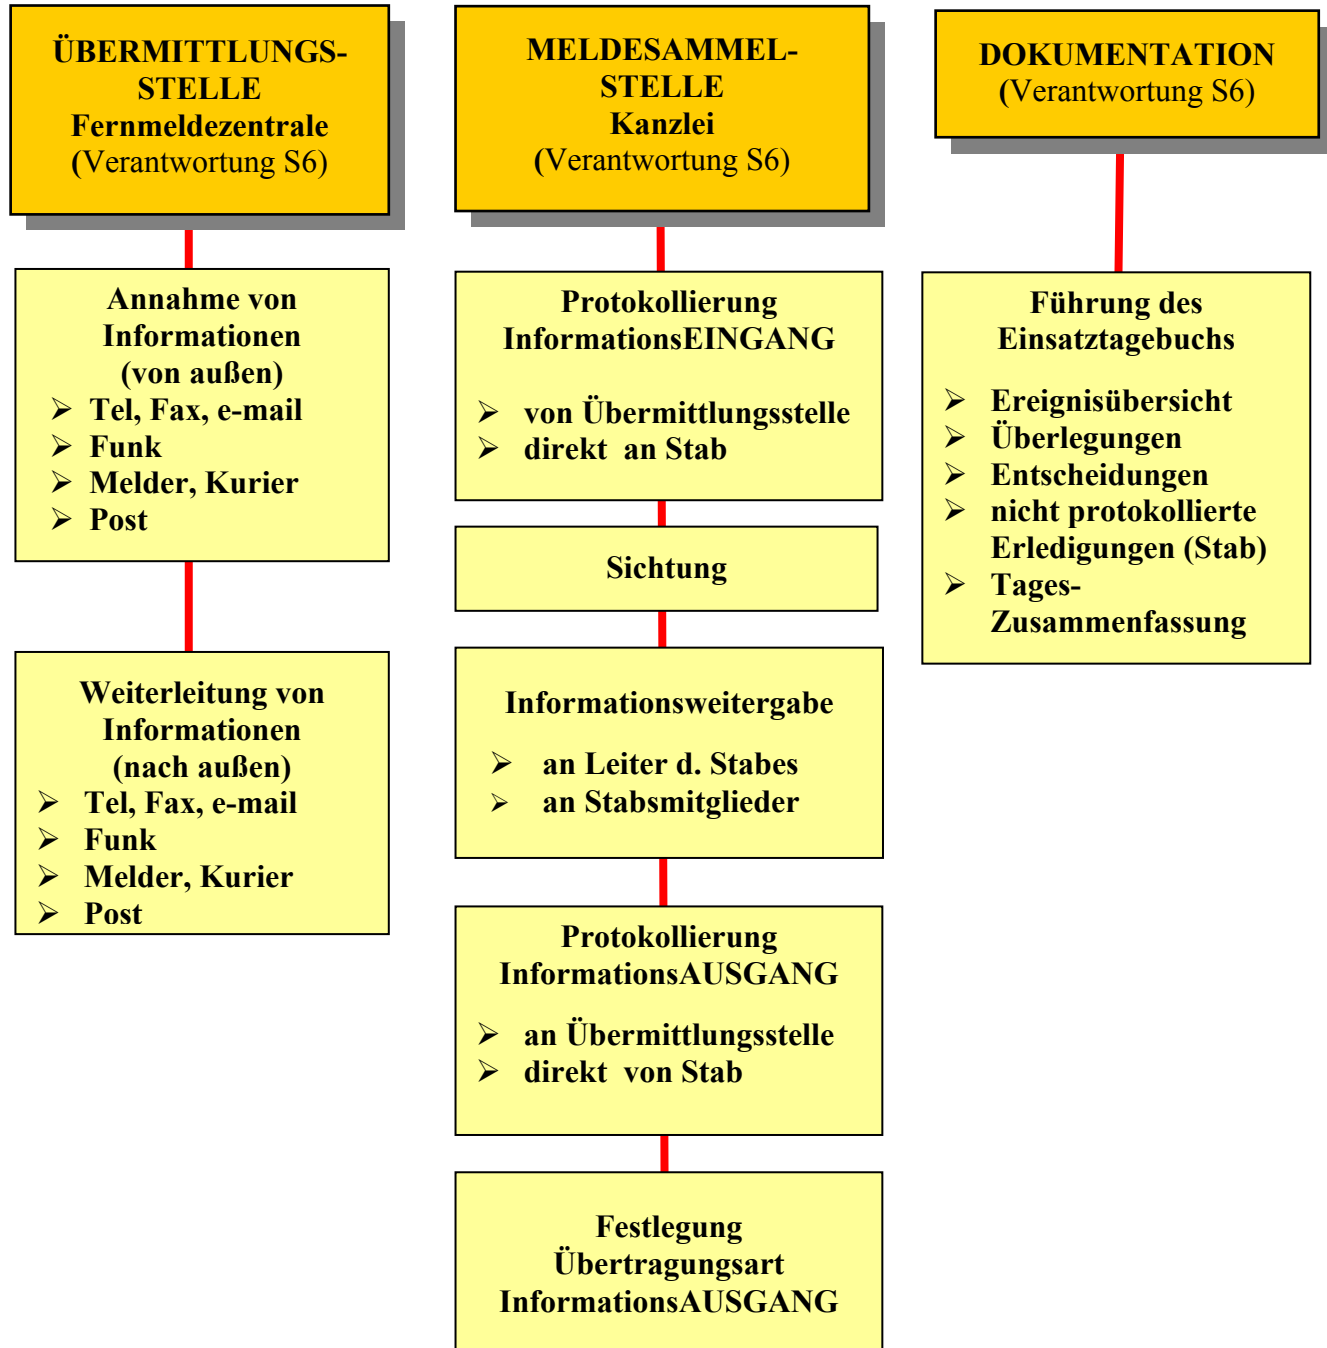 ÜBERMITTLUNGS-
STELLE
Fernmeldezentrale
(Verantwortung S6)
Annahme von
Informationen
(von außen)
➢ Tel, Fax, e-mail
➢ Funk
➢ Melder, Kurier
➢ Post
Weiterleitung von
Informationen
(nach außen)
➢ Tel, Fax, e-mail
➢ Funk
➢ Melder, Kurier
➢ Post
MELDESAMMEL-
STELLE
Kanzlei
(Verantwortung S6)
Protokollierung
InformationsEINGANG
➢ von Übermittlungsstelle
➢ direkt an Stab
Sichtung
Informationsweitergabe
➢ an Leiter d. Stabes
➢ an Stabsmitglieder
Protokollierung
InformationsAUSGANG
➢ an Übermittlungsstelle
➢ direkt von Stab
Festlegung
Übertragungsart
InformationsAUSGANG
DOKUMENTATION
(Verantwortung S6)
Führung des
Einsatztagebuchs
➢ Ereignisübersicht
➢ Überlegungen
➢ Entscheidungen
➢ nicht protokollierte
Erledigungen (Stab)
➢ Tages-
Zusammenfassung